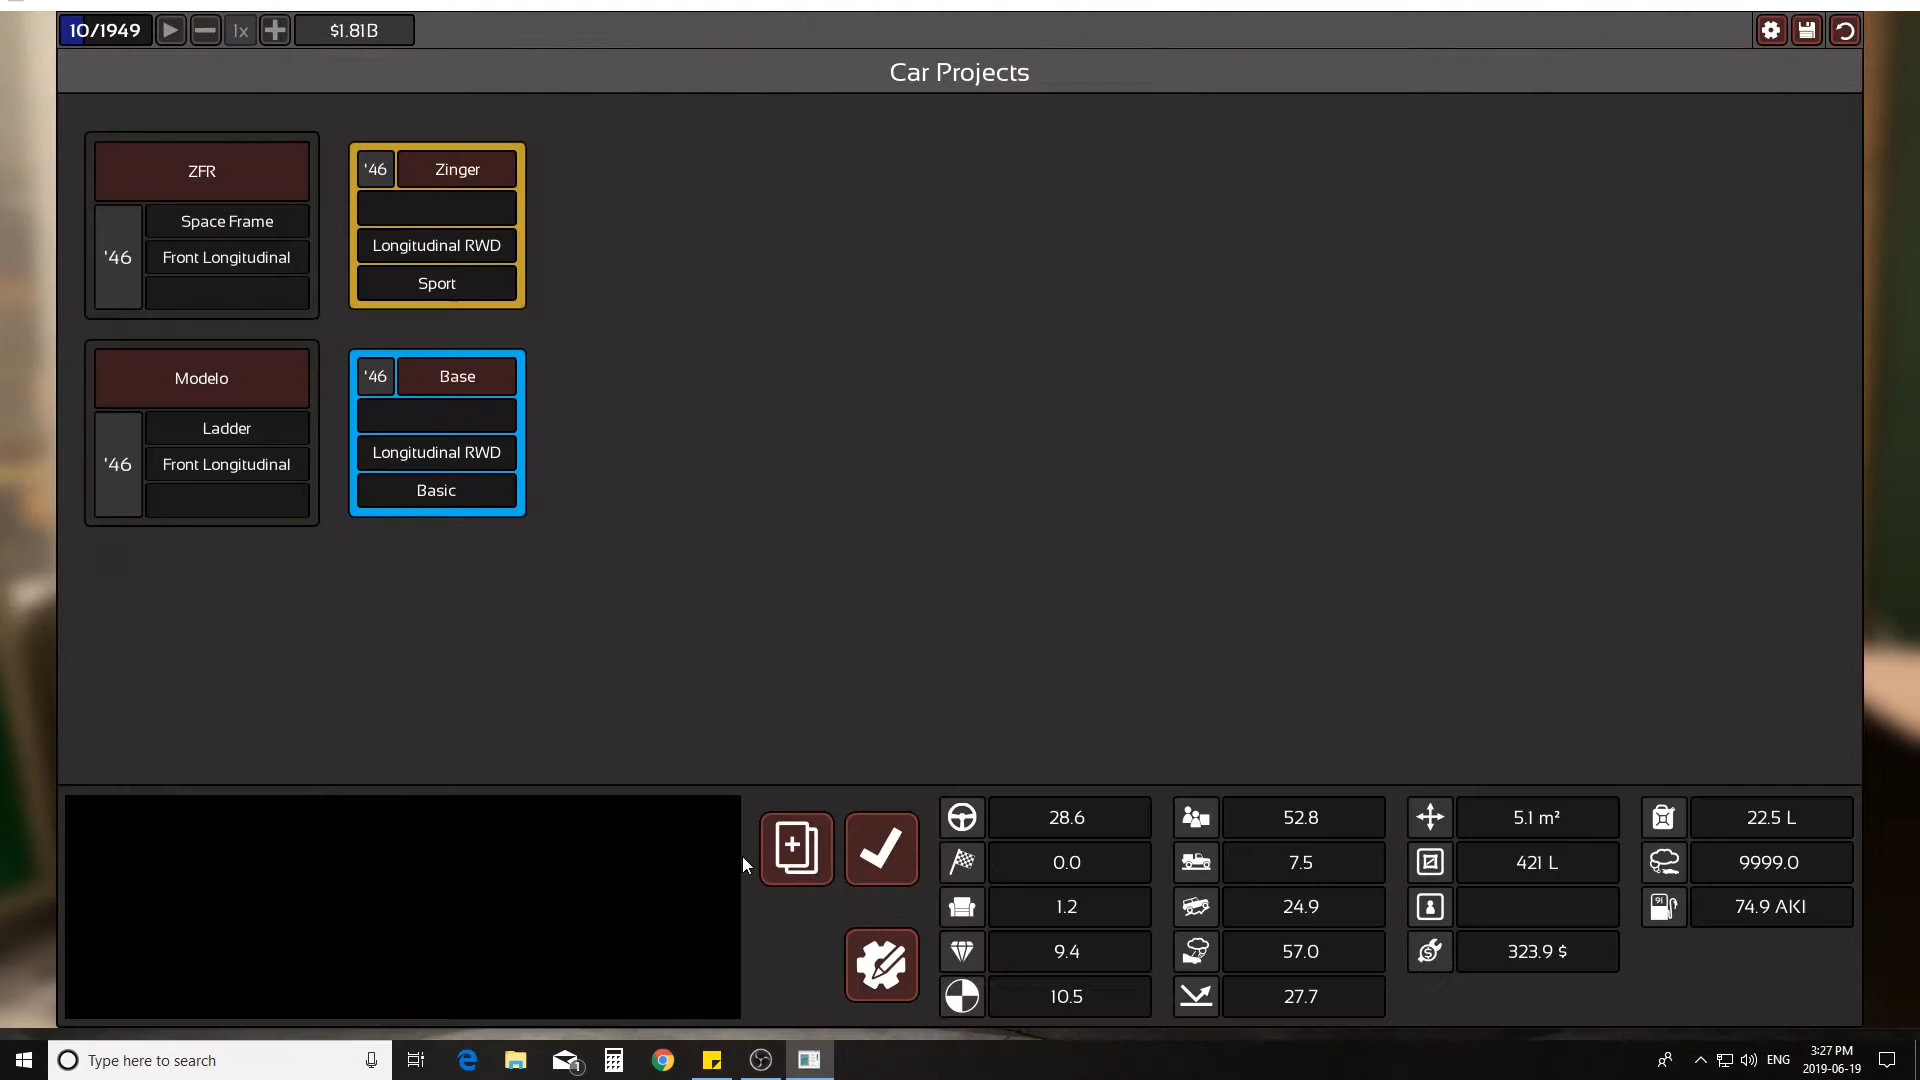 10/1949
1x
$1.81B
Car Projects
ZFR
'46
Space Frame
Front Longitudinal
'46
Zinger
Longitudinal RWD
Sport
Modelo
'46
Ladder
Front Longitudinal
'46
Base
Longitudinal RWD
Basic
28.6
52.8
5.1 m²
22.5 L
0.0
7.5
421 L
9999.0
1.2
24.9
91
74.9 AKI
9.4
57.0
323.9 $
10.5
27.7
Type here to search
1
ENG
3:27 PM
2019-06-19